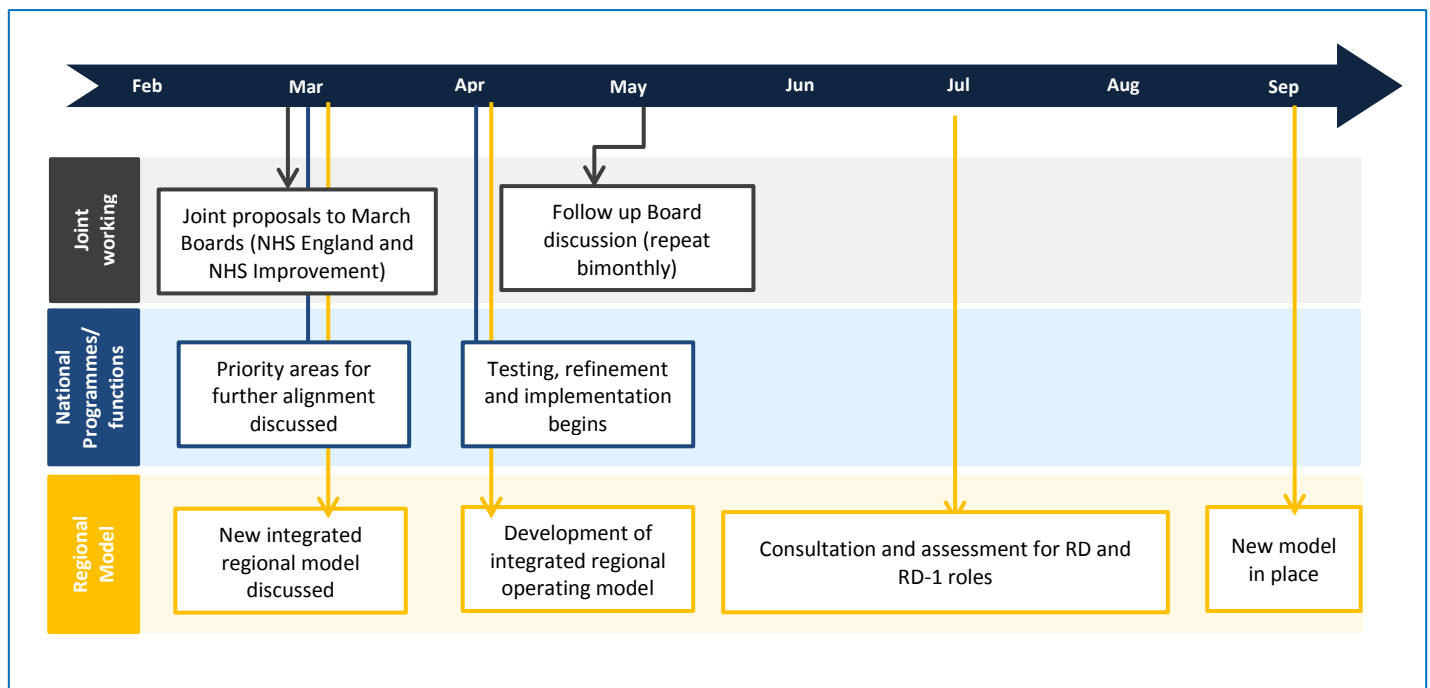 Feb Mar Apr May Jun Jul Aug Sep
Joint
working
Joint proposals to March
Boards (NHS England and
NHS Improvement)
Follow up Board
discussion (repeat
bimonthly)
National
Programmes/
functions
Priority areas for
further alignment
discussed
Testing, refinement
and implementation
begins
Regional
Model
New integrated
regional model
discussed
Development of
integrated regional
operating model
Consultation and assessment for RD and
RD-1 roles
New model
in place